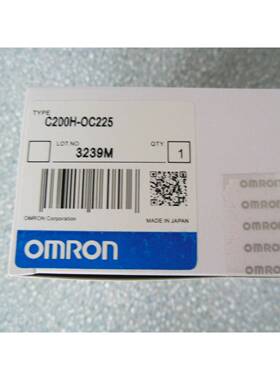 TYPE
C200H-OC225
LOT NO. QTY
3239M 1
OMRON Corporation MADE IN JAPAN
OMRON
OMRON
OMRON
OMRON
OMRON
OMRON